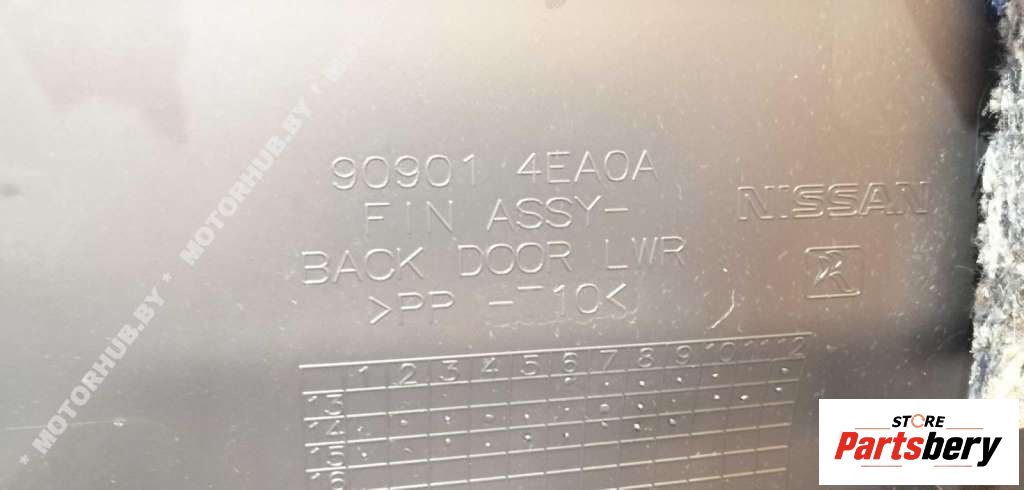 90901 4EA0A
FIN ASSY-
BACK DOOR LWR
>PP -T10<
NISSAN
1 2 3 4 5 6 7 8 9 10 11 12
13
14
15
16
* MOTORHUB.BY * MOTORHUB.BY *
STORE
Partsbery